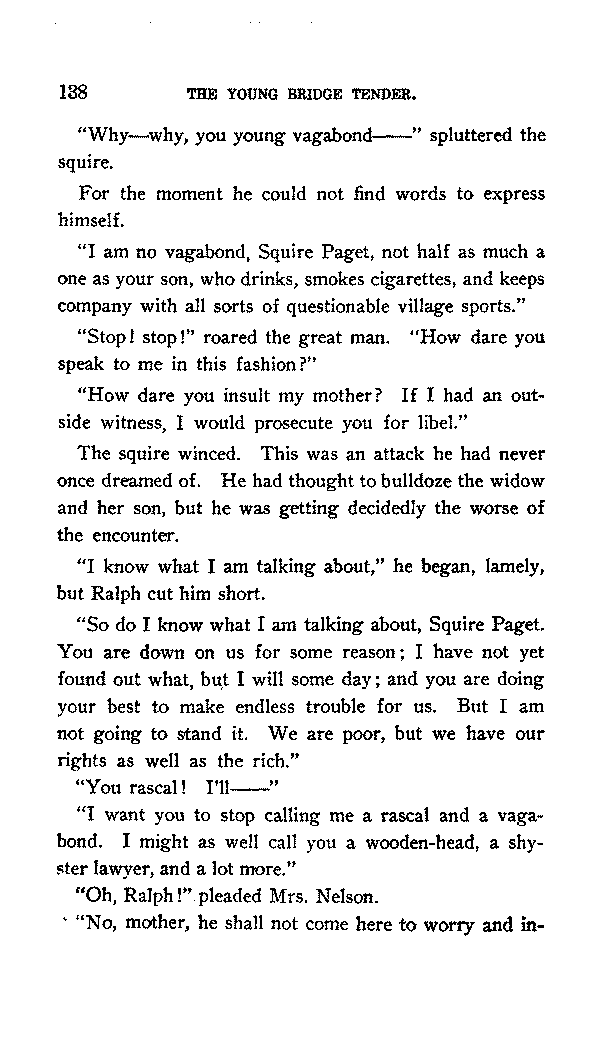 138 THE YOUNG BRIDGE TENDER.
"Why—why, you young vagabond——" spluttered the
squire.
For the moment he could not find words to express
himself.
"I am no vagabond, Squire Paget, not half as much a
one as your son, who drinks, smokes cigarettes, and keeps
company with all sorts of questionable village sports."
"Stop! stop!" roared the great man. "How dare you
speak to me in this fashion?"
"How dare you insult my mother? If I had an out-
side witness, I would prosecute you for libel."
The squire winced. This was an attack he had never
once dreamed of. He had thought to bulldoze the widow
and her son, but he was getting decidedly the worse of
the encounter.
"I know what I am talking about," he began, lamely,
but Ralph cut him short.
"So do I know what I am talking about, Squire Paget.
You are down on us for some reason; I have not yet
found out what, but I will some day; and you are doing
your best to make endless trouble for us. But I am
not going to stand it. We are poor, but we have our
rights as well as the rich."
"You rascal! I'll——"
"I want you to stop calling me a rascal and a vaga-
bond. I might as well call you a wooden-head, a shy-
ster lawyer, and a lot more."
"Oh, Ralph!" pleaded Mrs. Nelson.
"No, mother, he shall not come here to worry and in-